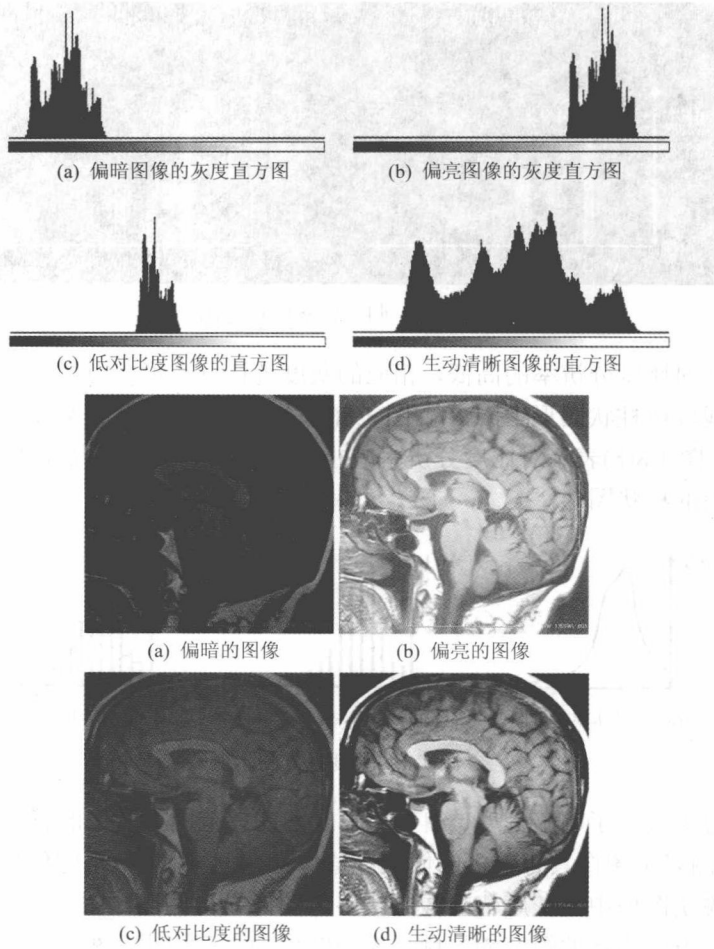 (a) 偏暗图像的灰度直方图
(b) 偏亮图像的灰度直方图
(c) 低对比度图像的直方图
(d) 生动清晰图像的直方图
(a) 偏暗的图像
(b) 偏亮的图像
(c) 低对比度的图像
(d) 生动清晰的图像